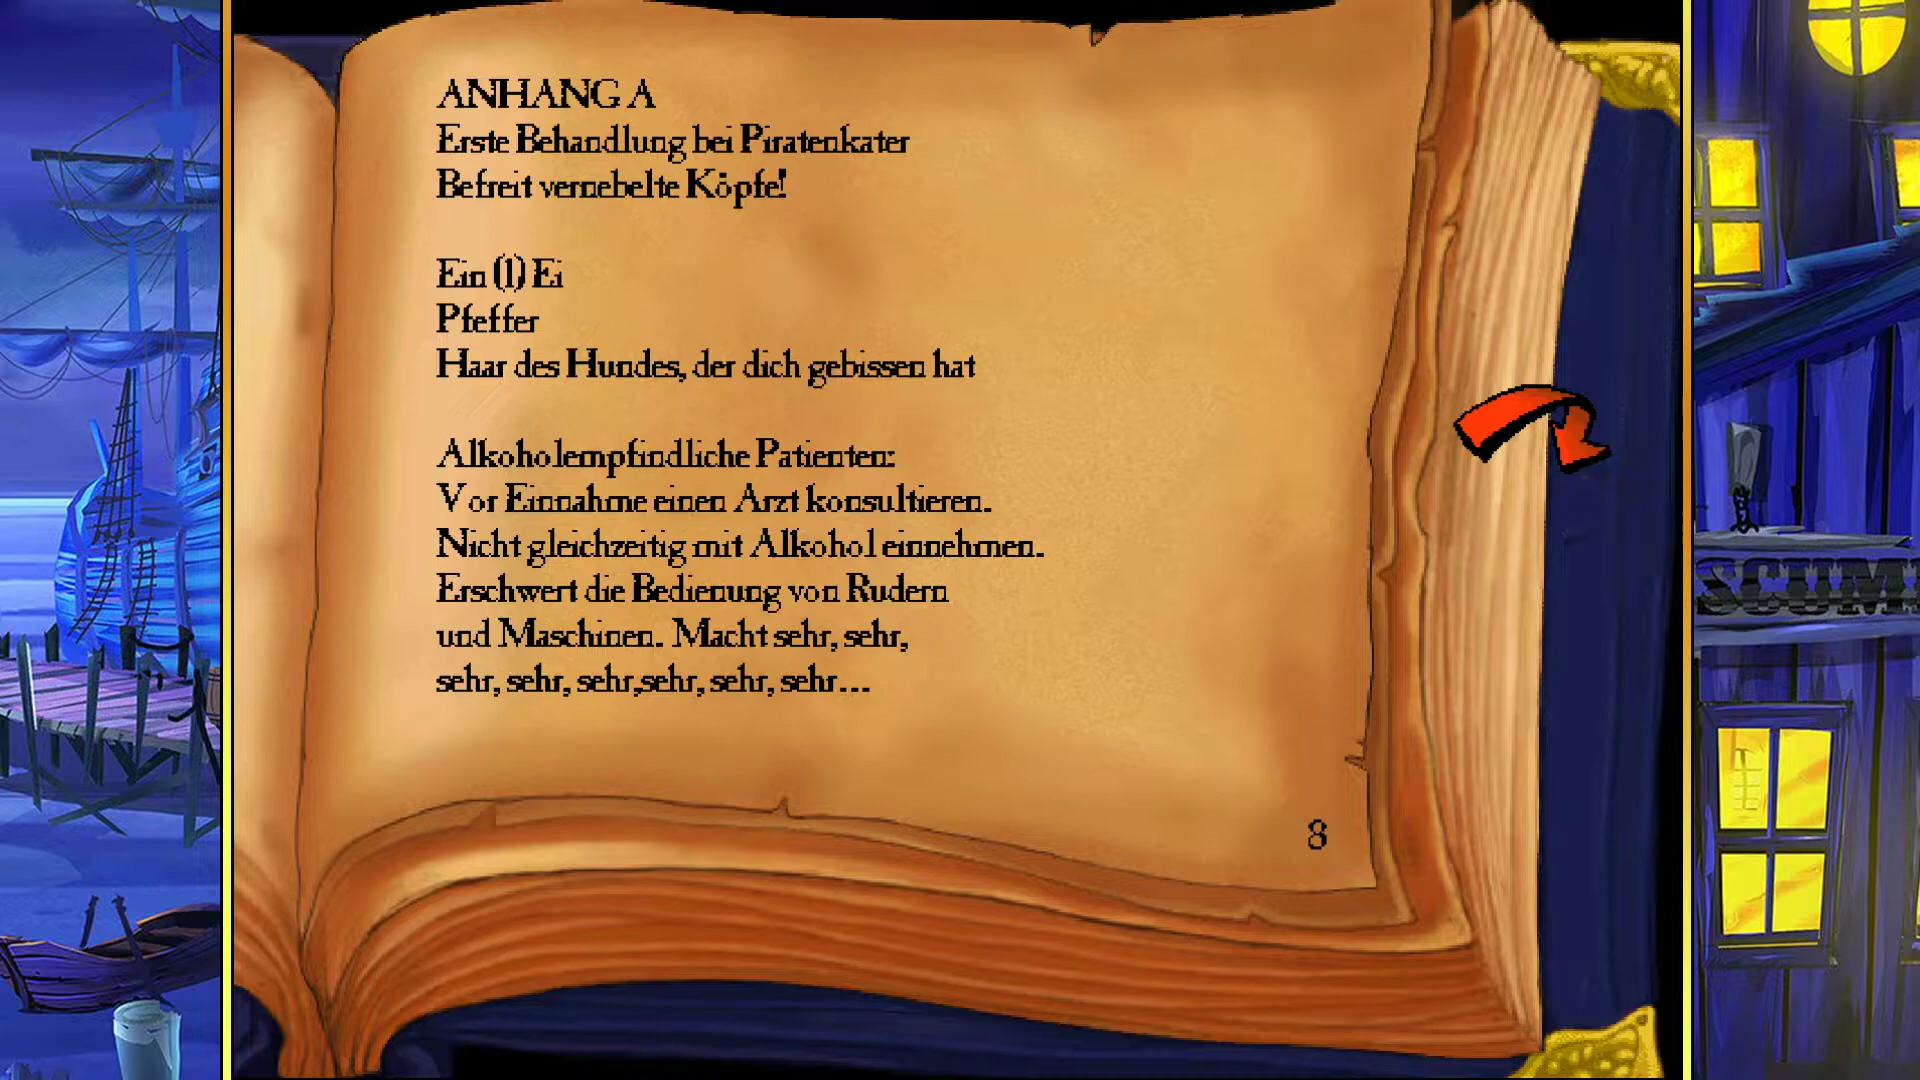 ANHANG A
Erste Behandlung bei Piratenkater
Befreit vernebelte Köpfe!
Ein (1) Ei
Pfeffer
Haar des Hundes, der dich gebissen hat
Alkoholempfindliche Patienten:
Vor Einnahme einen Arzt konsultieren.
Nicht gleichzeitig mit Alkohol einnehmen.
Erschwert die Bedienung von Rudern
und Maschinen. Macht sehr, sehr,
sehr, sehr, sehr,sehr, sehr, sehr...
8
SCUMM